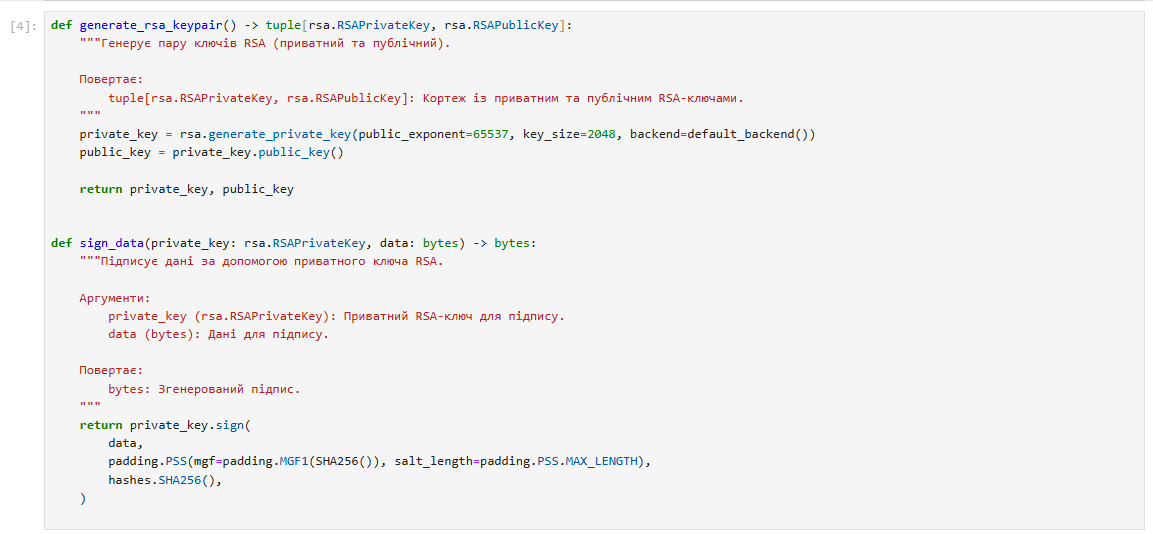 [4]:
def generate_rsa_keypair() -> tuple[rsa.RSAPrivateKey, rsa.RSAPublicKey]:
    """Генерує пару ключів RSA (приватний та публічний).

    Повертає:
        tuple[rsa.RSAPrivateKey, rsa.RSAPublicKey]: Кортеж із приватним та публічним RSA-ключами.
    """
    private_key = rsa.generate_private_key(public_exponent=65537, key_size=2048, backend=default_backend())
    public_key = private_key.public_key()

    return private_key, public_key


def sign_data(private_key: rsa.RSAPrivateKey, data: bytes) -> bytes:
    """Підписує дані за допомогою приватного ключа RSA.

    Аргументи:
        private_key (rsa.RSAPrivateKey): Приватний RSA-ключ для підпису.
        data (bytes): Дані для підпису.

    Повертає:
        bytes: Згенерований підпис.
    """
    return private_key.sign(
        data,
        padding.PSS(mgf=padding.MGF1(SHA256()), salt_length=padding.PSS.MAX_LENGTH),
        hashes.SHA256(),
    )